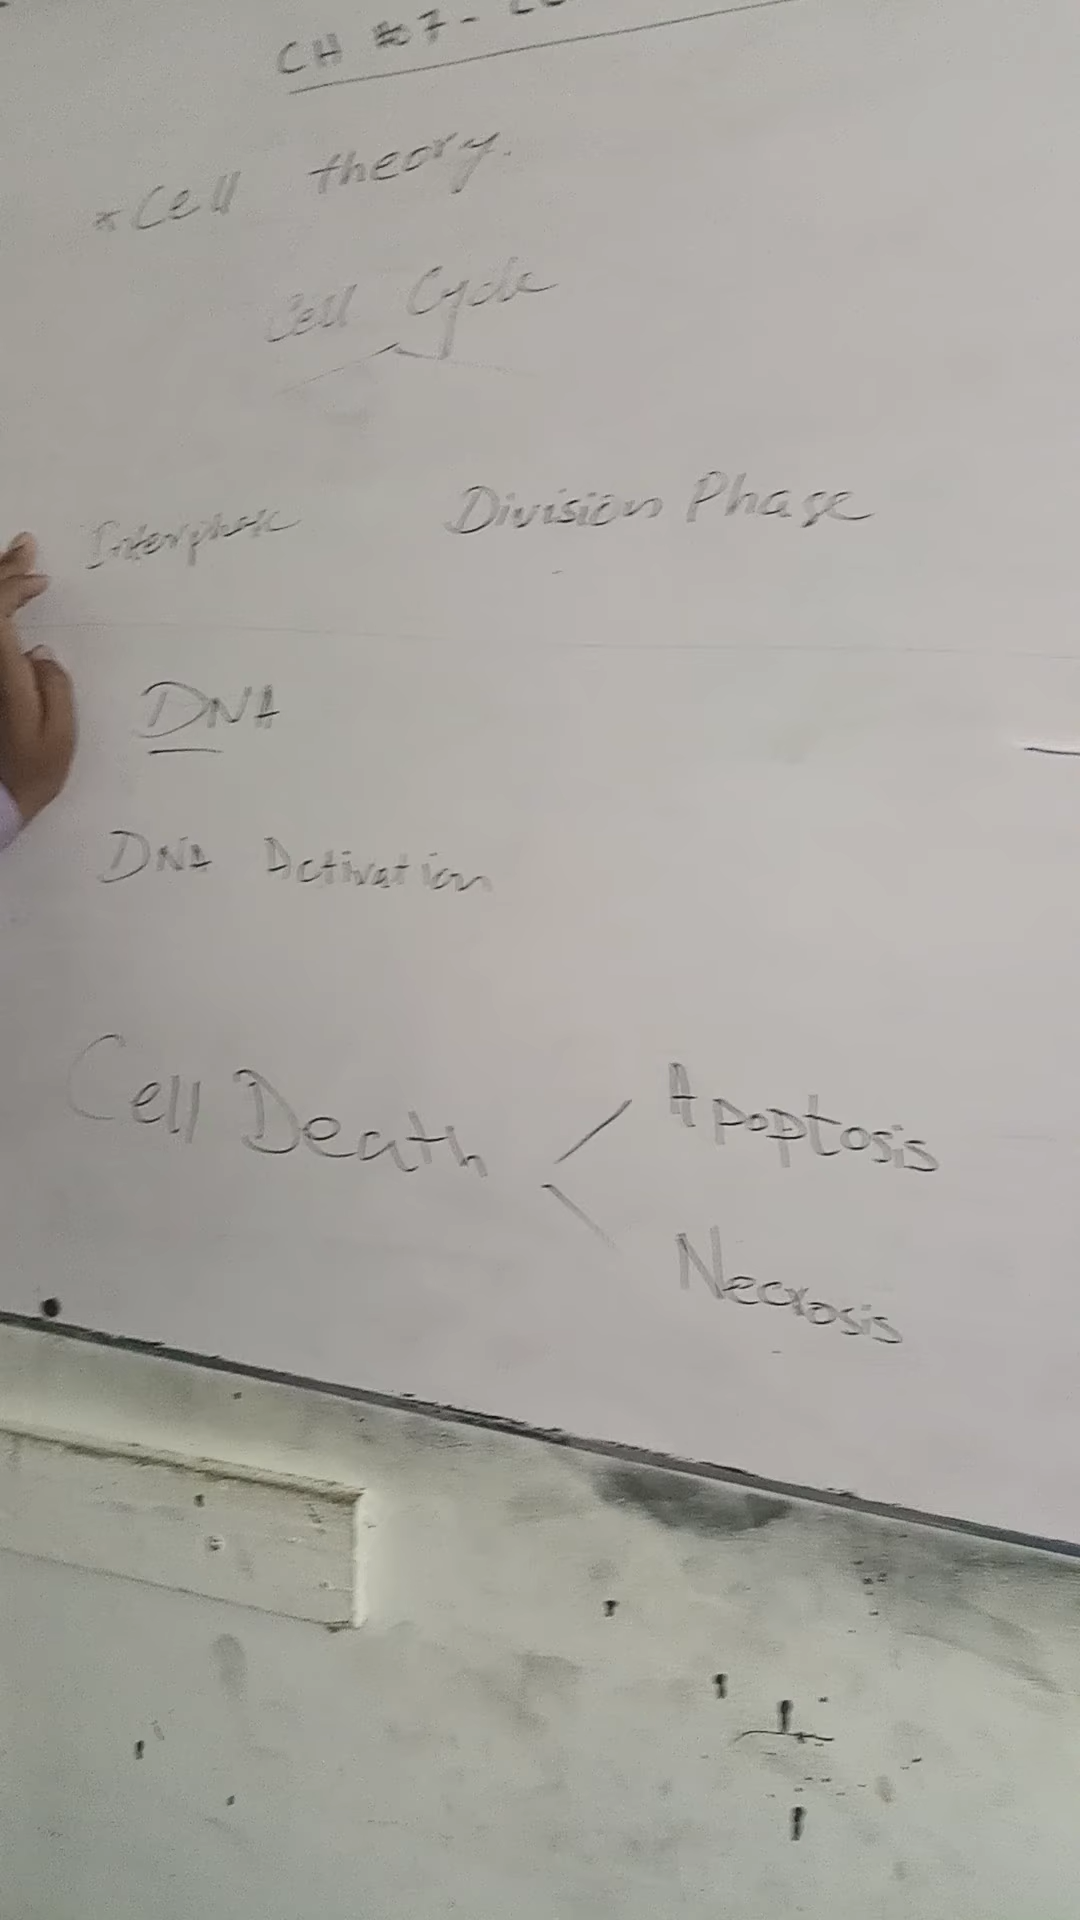 CH # 7 -
* Cell theory.
Cell Cycle
Interphase Division Phase
DNA
DNA Activation
Cell Death
Apoptosis
Necrosis